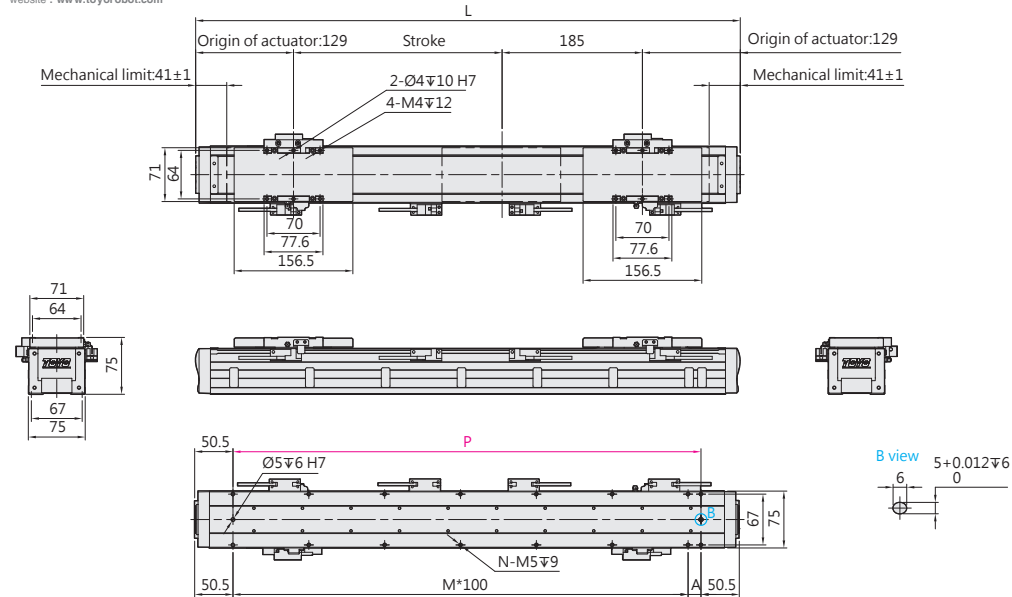 website : www.toyorobot.com
L
Origin of actuator:129
Stroke
185
Origin of actuator:129
Mechanical limit:41±1
2-Ø4↧10 H7
Mechanical limit:41±1
4-M4↧12
71
64
70
70
77.6
77.6
156.5
156.5
71
64
75
TOYO
TOYO
67
75
50.5
P
Ø5↧6 H7
B
67
75
N-M5↧9
50.5
M*100
A
50.5
B view
6
5+0.012↧6
0